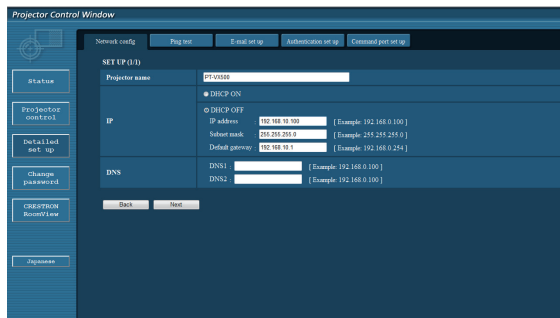 Projector Control Window
Network config Ping test E-mail set up Authentication set up Command port set up
SET UP (1/1)
Projector name PT-VX500
DHCP ON
IP
DHCP OFF
IP address : 192.168.10.100 [ Example: 192.168.0.100 ]
Subnet mask : 255.255.255.0 [ Example: 255.255.255.0 ]
Default gateway : 192.168.10.1 [ Example: 192.168.0.254 ]
DNS
DNS1 : [ Example: 192.168.0.100 ]
DNS2 : [ Example: 192.168.0.100 ]
Back Next
Status
Projector
control
Detailed
set up
Change
password
CRESTRON
RoomView
Japanese